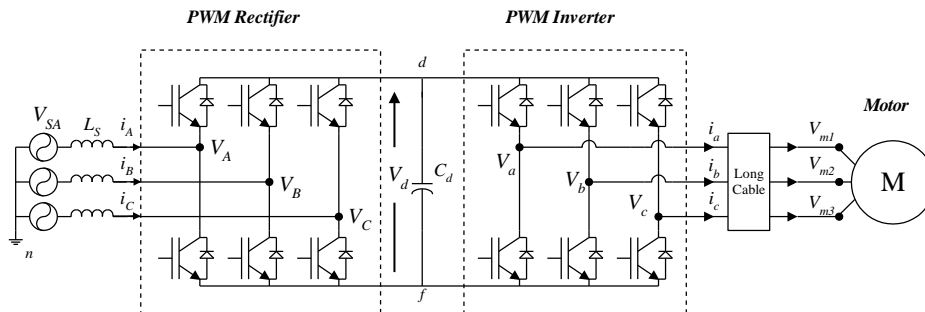 PWM Rectifier
PWM Inverter
d
V_SA
L_S
i_A
V_A
i_B
V_B
i_C
V_C
n
V_d
C_d
f
V_a
V_b
V_c
i_a
i_b
i_c
Long
Cable
Motor
V_m1
V_m2
V_m3
M